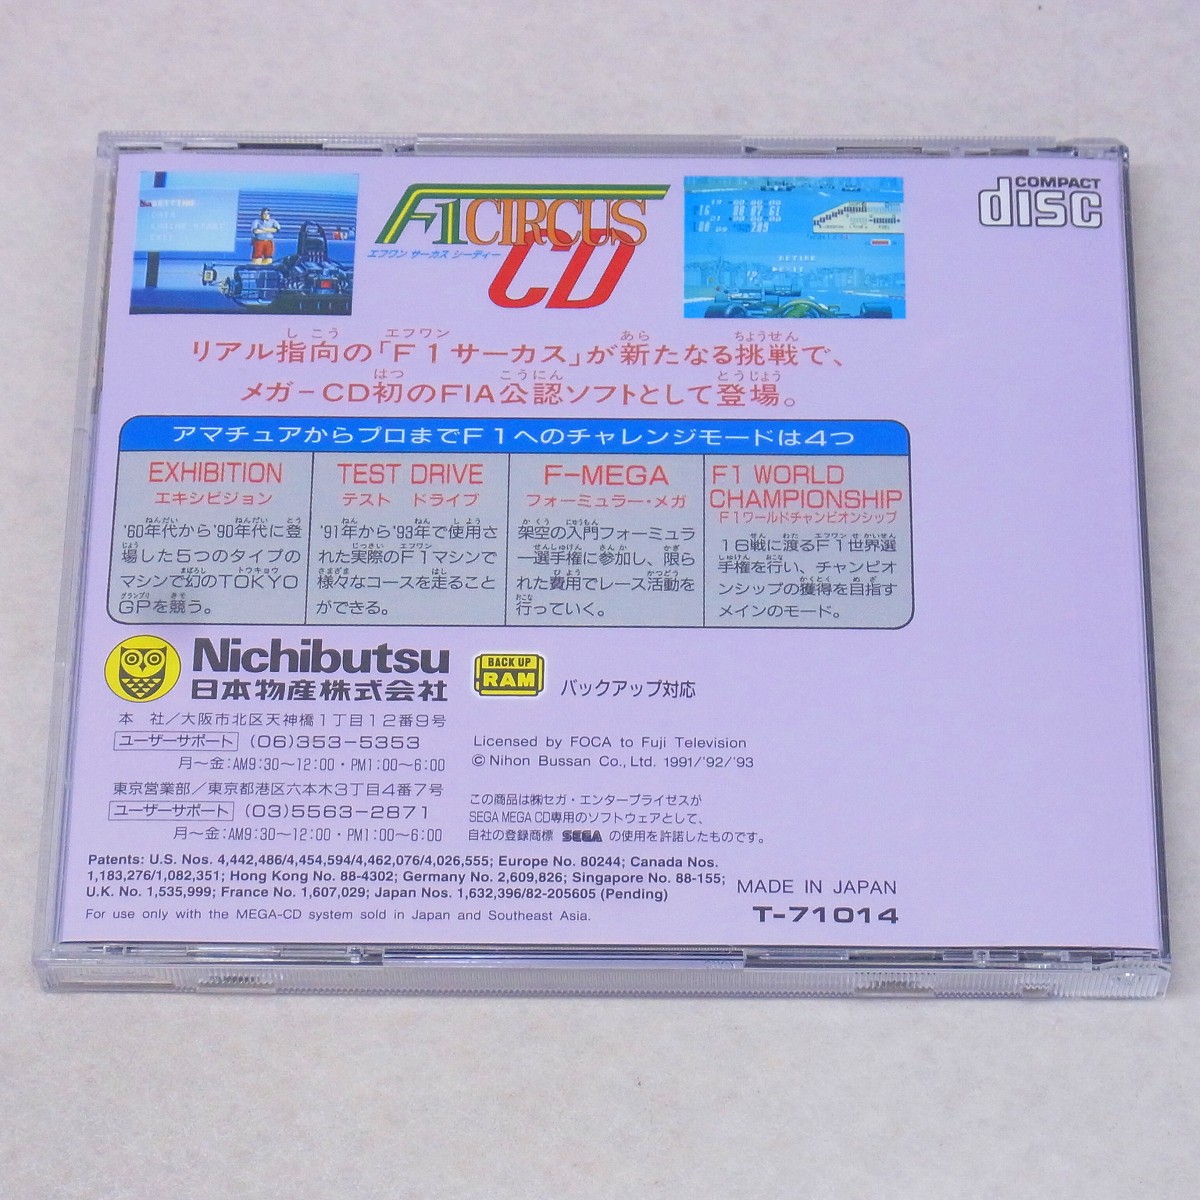 F1 CIRCUS
CD
エフワン サーカス シーディー
COMPACT
disc
リアル指向の「F1サーカス」が新たなる挑戦で、
メガ-CD初のFIA公認ソフトとして登場。
アマチュアからプロまでF1へのチャレンジモードは4つ
EXHIBITION
エキシビジョン
'60年代から'90年代に登
場した5つのタイプの
マシンで幻のTOKYO
GPを競う。
TEST DRIVE
テスト ドライブ
'91年から'93年で使用さ
れた実際のF1マシンで
様々なコースを走ること
ができる。
F-MEGA
フォーミュラー・メガ
架空の入門フォーミュラ
ー選手権に参加し、限ら
れた費用でレース活動を
行っていく。
F1 WORLD
CHAMPIONSHIP
F1ワールドチャンピオンシップ
16戦に渡るF1世界選
手権を行い、チャンピオ
ンシップの獲得を目指す
メインのモード。
Nichibutsu
日本物産株式会社
BACK UP
RAM
バックアップ対応
本 社/大阪市北区天神橋1丁目12番9号
ユーザーサポート (06)353-5353
月〜金:AM9:30〜12:00・PM1:00〜6:00
東京営業部/東京都港区六本木3丁目4番7号
ユーザーサポート (03)5563-2871
月〜金:AM9:30〜12:00・PM1:00〜6:00
Licensed by FOCA to Fuji Television
© Nihon Bussan Co., Ltd. 1991/'92/'93
この商品は㈱セガ・エンタープライゼスが
SEGA MEGA CD専用のソフトウェアとして、
自社の登録商標 SEGA の使用を許諾したものです。
Patents: U.S. Nos. 4,442,486/4,454,594/4,462,076/4,026,555; Europe No. 80244; Canada Nos.
1,183,276/1,082,351; Hong Kong No. 88-4302; Germany No. 2,609,826; Singapore No. 88-155;
U.K. No. 1,535,999; France No. 1,607,029; Japan Nos. 1,632,396/82-205605 (Pending)
For use only with the MEGA-CD system sold in Japan and Southeast Asia.
MADE IN JAPAN
T-71014